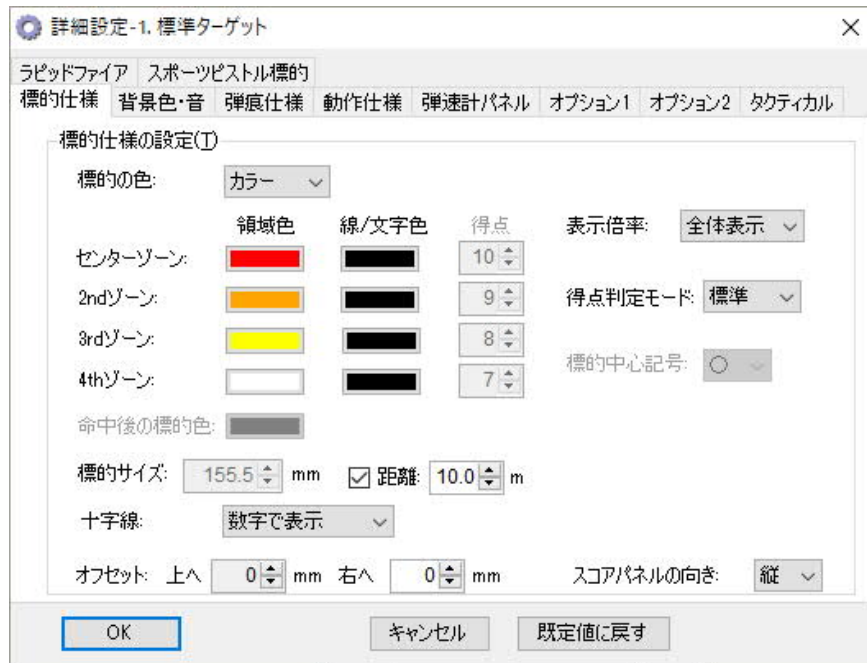 詳細設定-1. 標準ターゲット
ラピッドファイア スポーツピストル標的
標的仕様 背景色・音 弾痕仕様 動作仕様 弾速計パネル オプション1 オプション2 タクティカル
標的仕様の設定(T)
標的の色: カラー
領域色 線/文字色 得点 表示倍率: 全体表示
センターゾーン: 10
2ndゾーン: 9 得点判定モード: 標準
3rdゾーン: 8
標的中心記号: ○
4thゾーン: 7
命中後の標的色:
標的サイズ: 155.5 mm 距離: 10.0 m
十字線: 数字で表示
オフセット: 上へ 0 mm 右へ 0 mm スコアパネルの向き: 縦
OK キャンセル 既定値に戻す